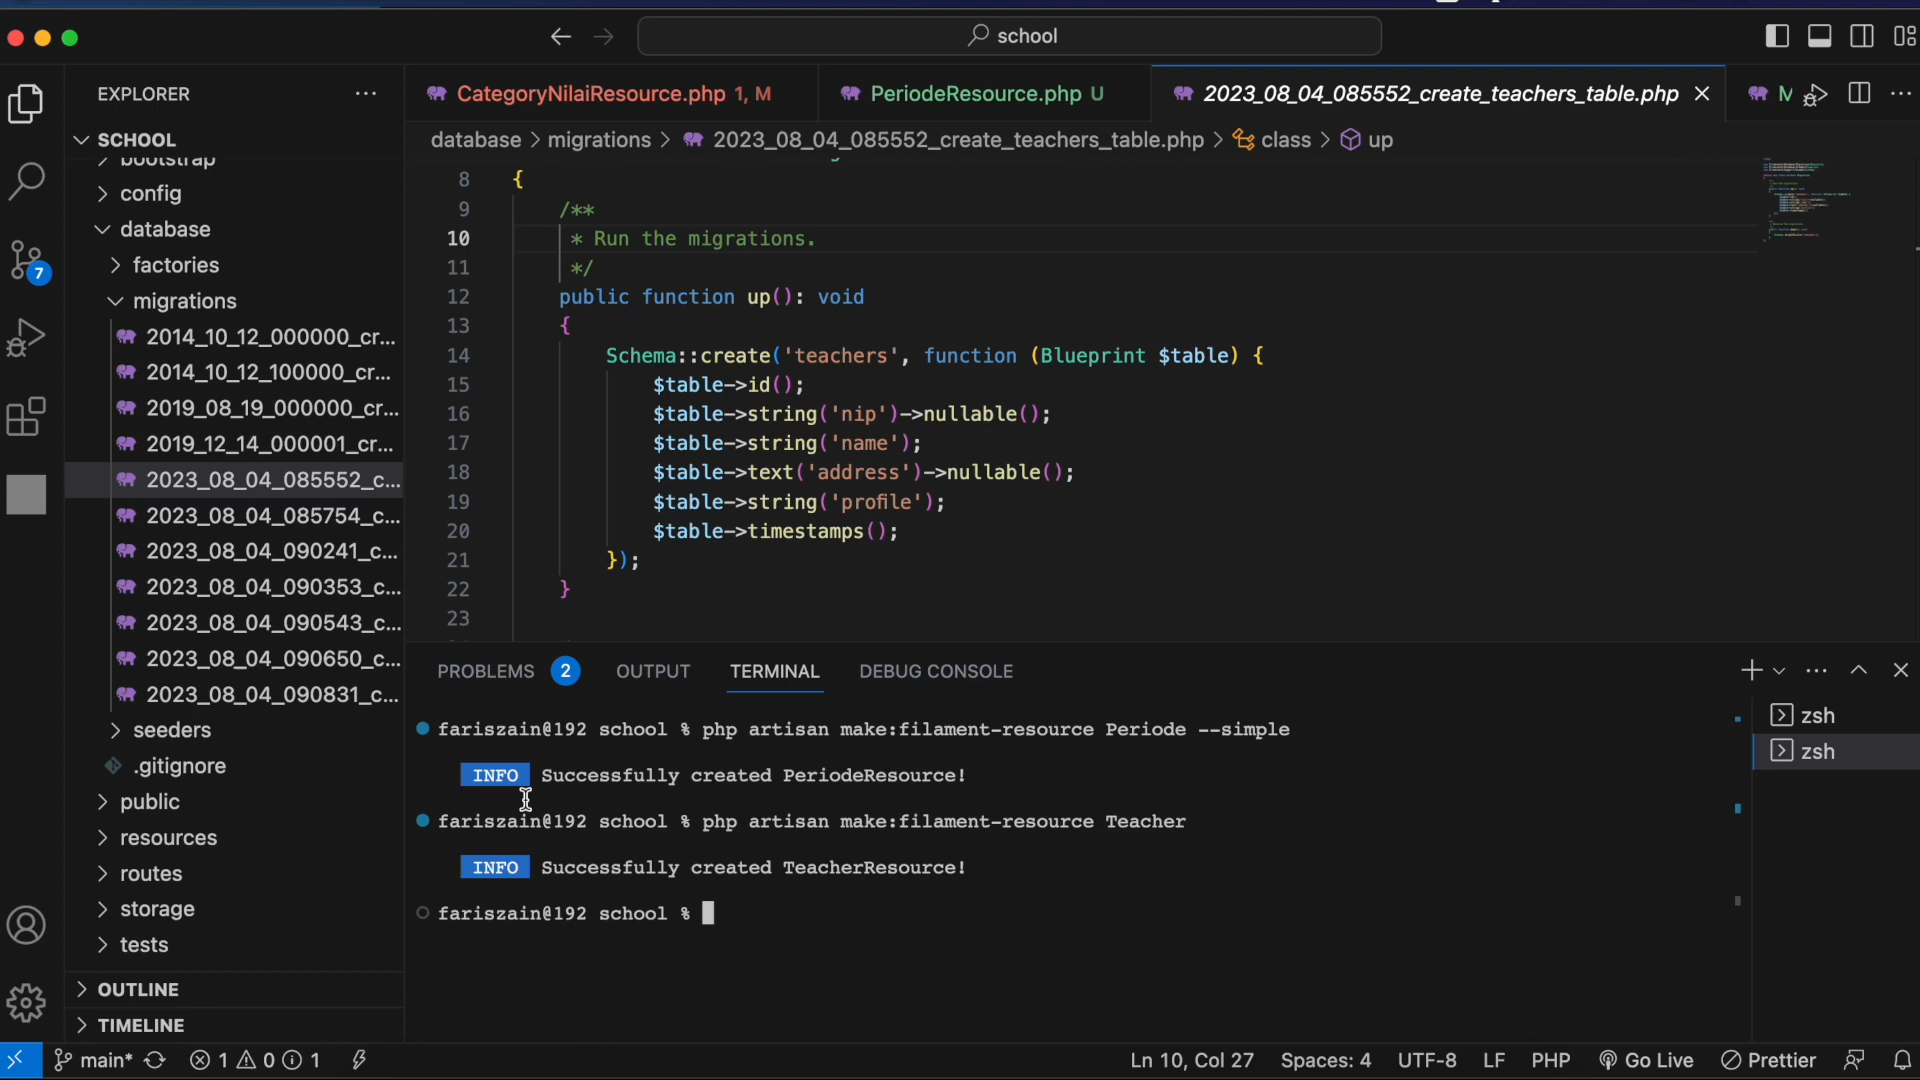 school
EXPLORER
SCHOOL
bootstrap
config
database
factories
migrations
2014_10_12_000000_cr...
2014_10_12_100000_cr...
2019_08_19_000000_cr...
2019_12_14_000001_cr...
2023_08_04_085552_c...
2023_08_04_085754_c...
2023_08_04_090241_c...
2023_08_04_090353_c...
2023_08_04_090543_c...
2023_08_04_090650_c...
2023_08_04_090831_c...
seeders
.gitignore
public
resources
routes
storage
tests
OUTLINE
TIMELINE
7
CategoryNilaiResource.php 1, M
PeriodeResource.php U
2023_08_04_085552_create_teachers_table.php
M
database > migrations > 2023_08_04_085552_create_teachers_table.php > class > up
8 {
9 /**
10 * Run the migrations.
11 */
12 public function up(): void
13 {
14 Schema::create('teachers', function (Blueprint $table) {
15 $table->id();
16 $table->string('nip')->nullable();
17 $table->string('name');
18 $table->text('address')->nullable();
19 $table->string('profile');
20 $table->timestamps();
21 });
22 }
23
PROBLEMS 2 OUTPUT TERMINAL DEBUG CONSOLE
fariszain@192 school % php artisan make:filament-resource Periode --simple
INFO Successfully created PeriodeResource!
fariszain@192 school % php artisan make:filament-resource Teacher
INFO Successfully created TeacherResource!
fariszain@192 school %
zsh
zsh
main* 1 0 1 Ln 10, Col 27 Spaces: 4 UTF-8 LF PHP Go Live Prettier